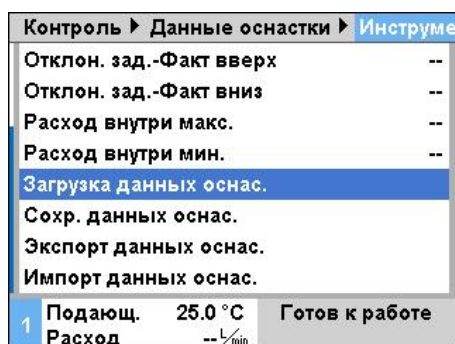 Контроль ▶ Данные оснастки ▶ Инструме
Отклон. зад.-Факт вверх --
Отклон. зад.-Факт вниз --
Расход внутри макс. --
Расход внутри мин. --
Загрузка данных оснас.
Сохр. данных оснас.
Экспорт данных оснас.
Импорт данных оснас.
1 Подающ. 25.0 °C Готов к работе
Расход -- L/min